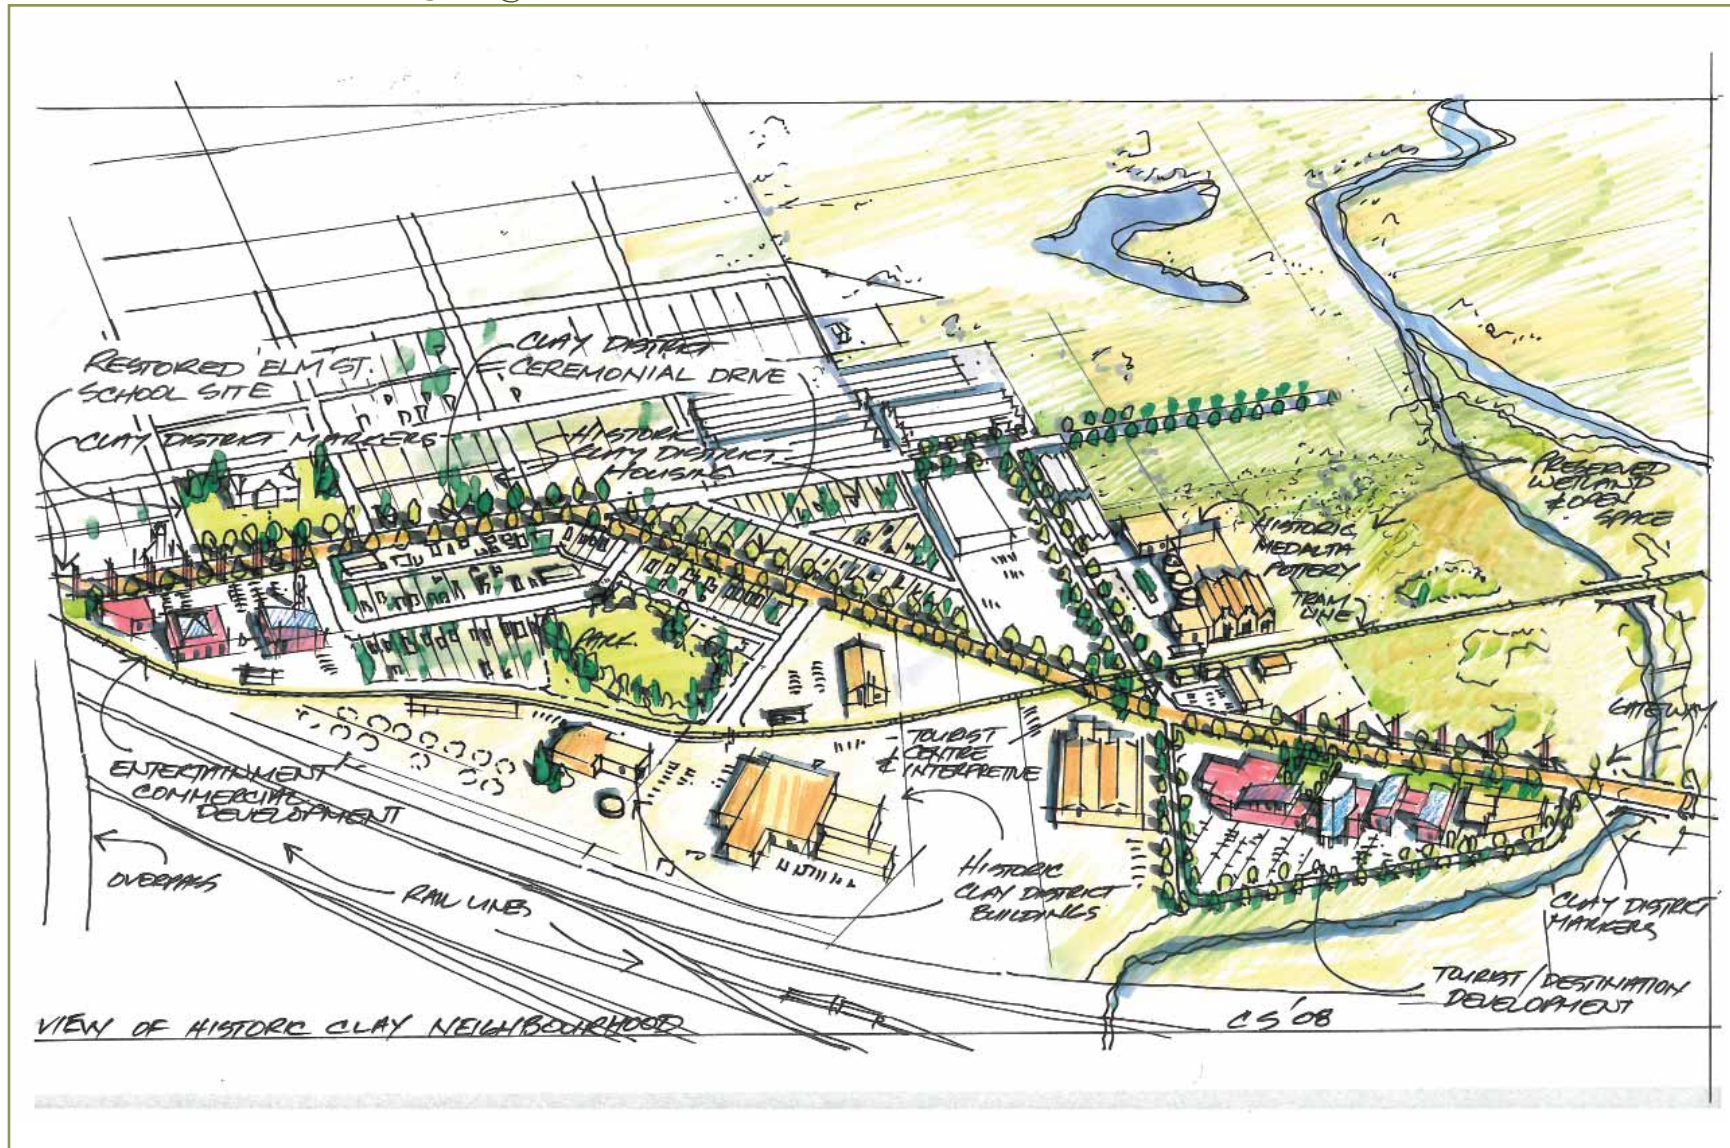 RESTORED ELM ST.
SCHOOL SITE
CLAY DISTRICT
CEREMONIAL DRIVE
CLAY DISTRICT MARKERS
HISTORIC
CLAY DISTRICT
HOUSING
PRESERVED
WETLAND
& OPEN
SPACE
HISTORIC
MEDALTA
POTTERY
TRAM
LINE
PARK
GATEWAY
TOURIST
CENTRE
& INTERPRETIVE
ENTERTAINMENT
COMMERCIAL
DEVELOPMENT
OVERPASS
RAIL LINES
HISTORIC
CLAY DISTRICT
BUILDINGS
CLAY DISTRICT
MARKERS
TOURIST/DESTINATION
DEVELOPMENT
VIEW OF HISTORIC CLAY NEIGHBOURHOOD
CS '08